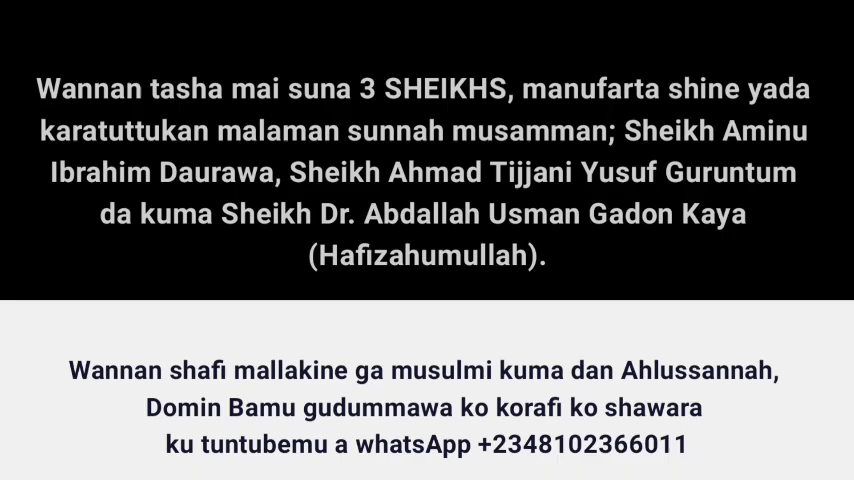 Wannan tasha mai suna 3 SHEIKHS, manufarta shine yada
karatuttukan malaman sunnah musamman; Sheikh Aminu
Ibrahim Daurawa, Sheikh Ahmad Tijjani Yusuf Guruntum
da kuma Sheikh Dr. Abdallah Usman Gadon Kaya
(Hafizahumullah).
Wannan shafi mallakine ga musulmi kuma dan Ahlussannah,
Domin Bamu gudummawa ko korafi ko shawara
ku tuntubemu a whatsApp +2348102366011